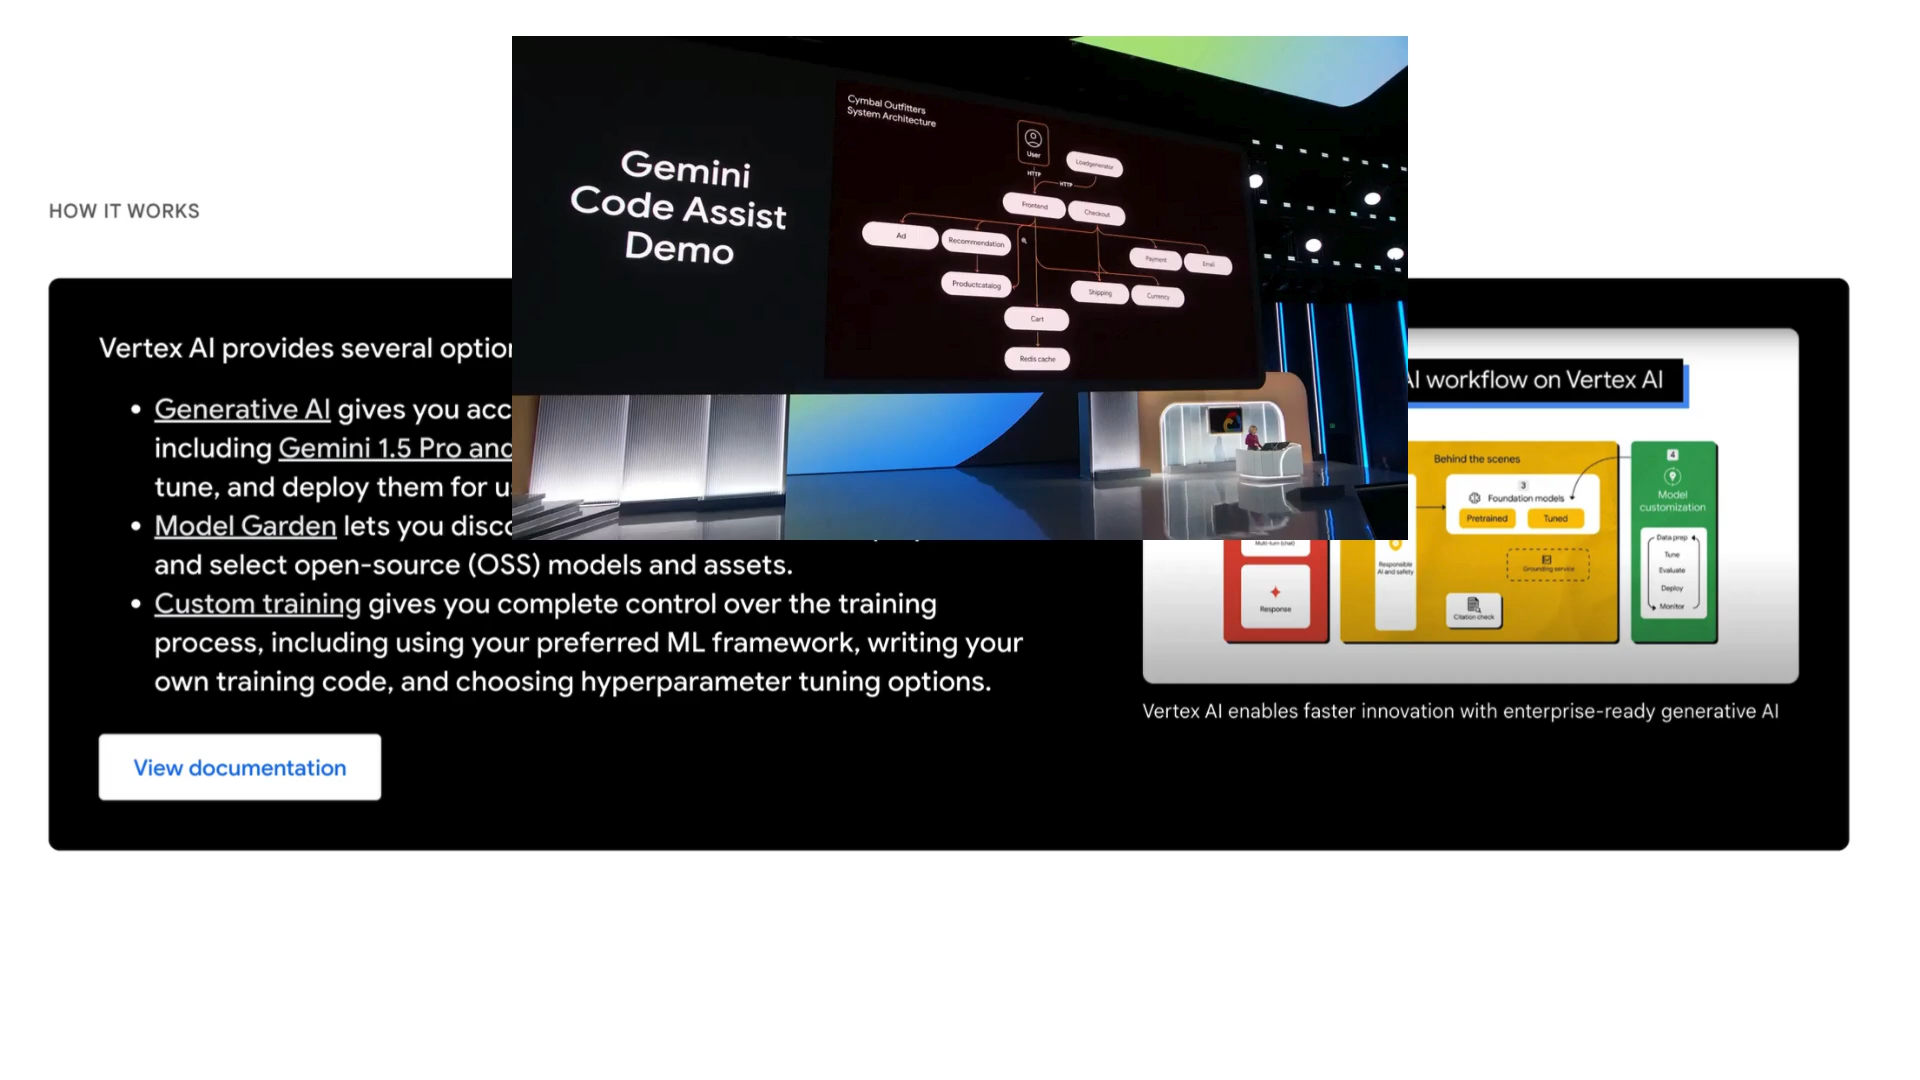 Gemini
Code Assist
Demo
Cymbal Outfitters
System Architecture
User
Loadgenerator
HTTP
HTTP
Frontend
Checkout
Ad
Recommendation
Payment
Email
Productcatalog
Shipping
Currency
Cart
Redis cache
HOW IT WORKS
Vertex AI provides several
Generative AI gives you
including Gemini 1.5 Pro and
tune, and deploy them for
Model Garden lets you
and select open-source (OSS) models and assets.
Custom training gives you complete control over the training
process, including using your preferred ML framework, writing your
own training code, and choosing hyperparameter tuning options.
View documentation
AI workflow on Vertex AI
Behind the scenes
3
Foundation models
Pretrained
Tuned
Multi-turn (chat)
Response
Responsible
AI and safety
Grounding service
Citation check
4
Model
customization
Data prep
Tune
Evaluate
Deploy
Monitor
Vertex AI enables faster innovation with enterprise-ready generative AI